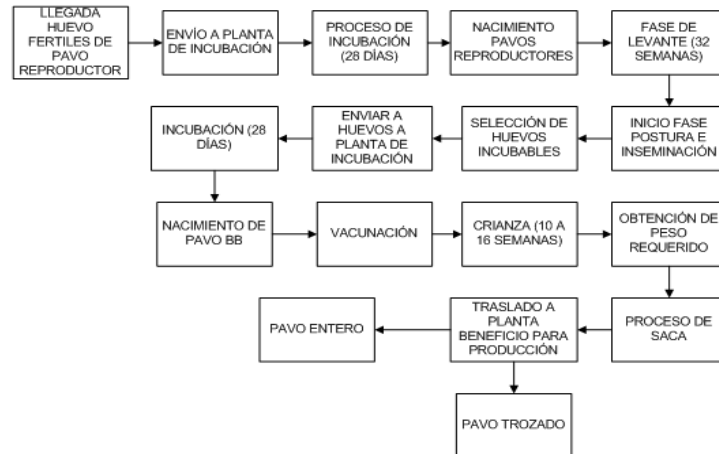 LLEGADA
HUEVO
FERTILES DE
PAVO
REPRODUCTOR
ENVÍO A PLANTA
DE INCUBACIÓN
PROCESO DE
INCUBACIÓN
(28 DÍAS)
NACIMIENTO
PAVOS
REPRODUCTORES
FASE DE
LEVANTE (32
SEMANAS)
INICIO FASE
POSTURA E
INSEMINACIÓN
SELECCIÓN DE
HUEVOS
INCUBABLES
ENVIAR A
HUEVOS A
PLANTA DE
INCUBACIÓN
INCUBACIÓN (28
DÍAS)
NACIMIENTO DE
PAVO BB
VACUNACIÓN
CRIANZA (10 A
16 SEMANAS)
OBTENCIÓN DE
PESO
REQUERIDO
PROCESO DE
SACA
TRASLADO A
PLANTA
BENEFICIO PARA
PRODUCCIÓN
PAVO ENTERO
PAVO TROZADO